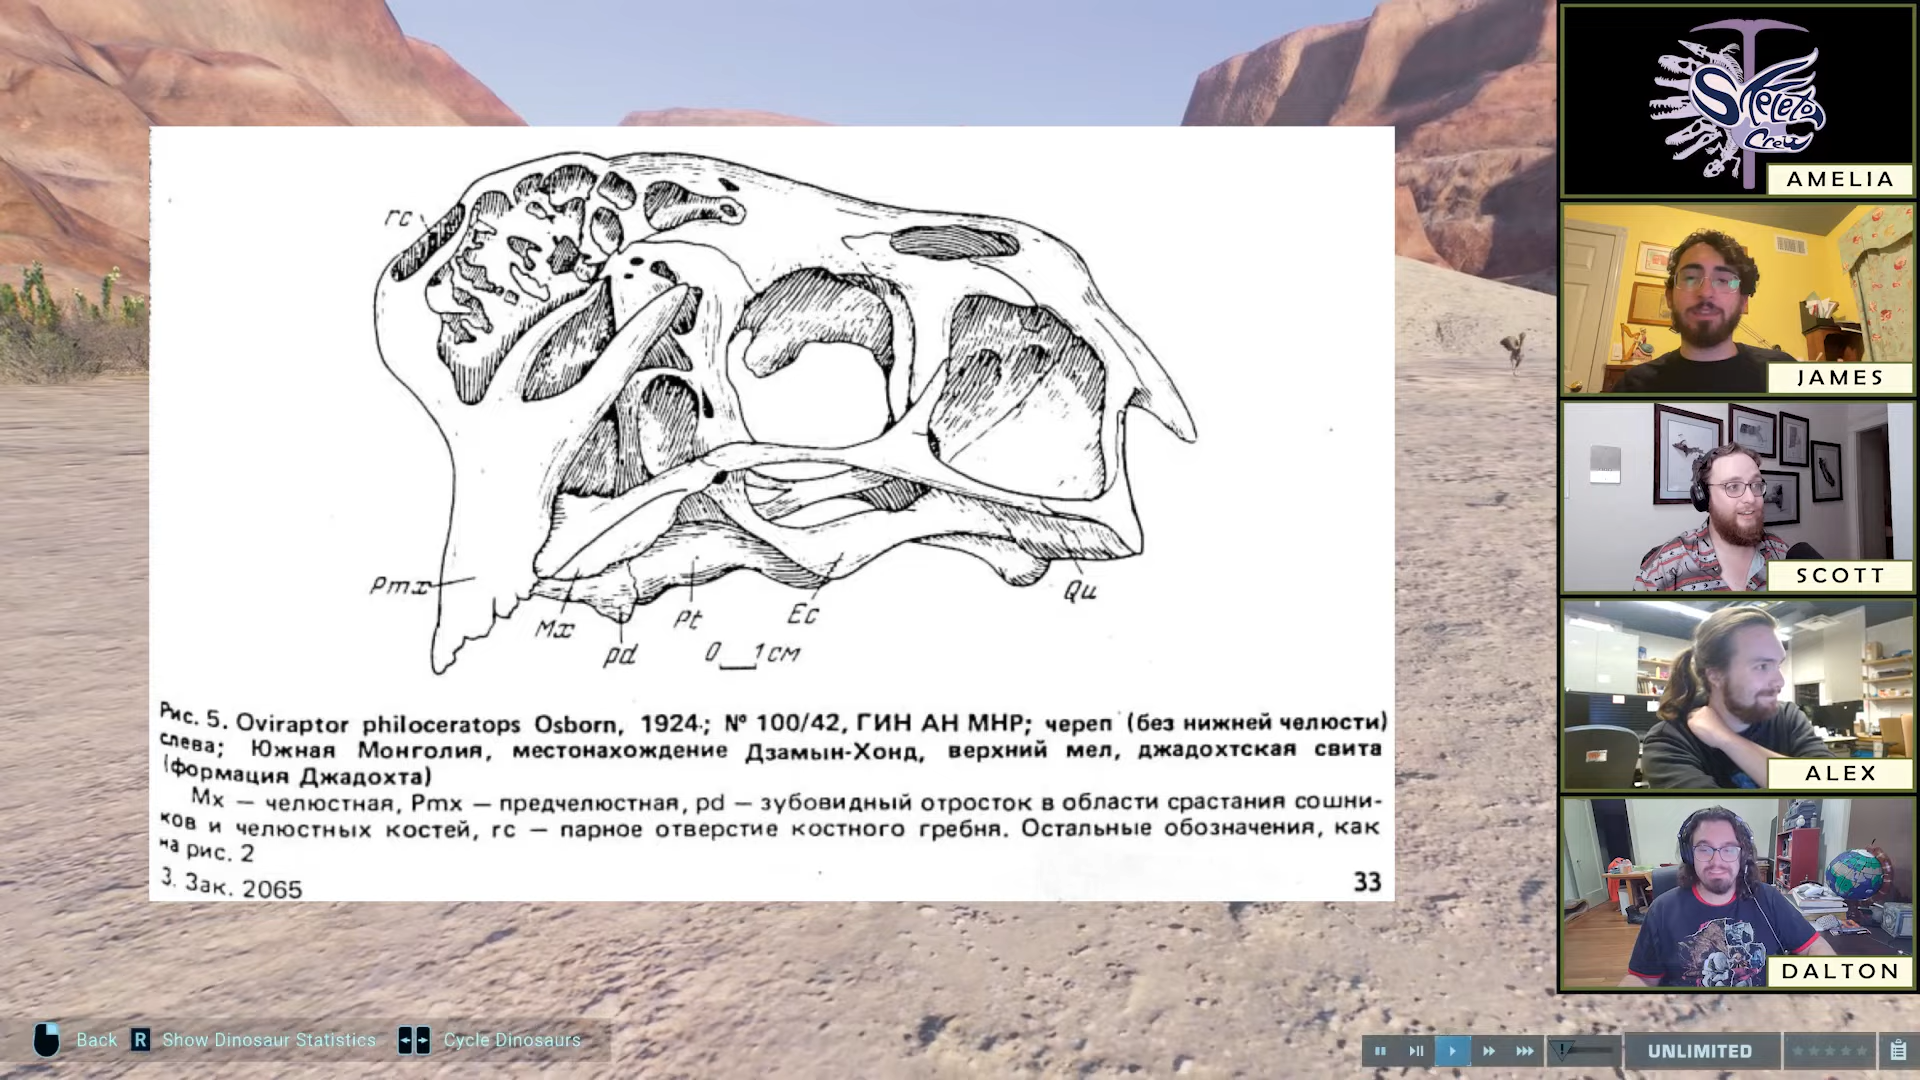 rc
Pmx
Mx
pd
Pt
Ec
Qu
0 1 см
Рис. 5. Oviraptor philoceratops Osborn, 1924.; № 100/42, ГИН АН МНР; череп (без нижней челюсти)
слева; Южная Монголия, местонахождение Дзамын-Хонд, верхний мел, джадохтская свита
(формация Джадохта)
Mx — челюстная, Pmx — предчелюстная, pd — зубовидный отросток в области срастания сошни-
ков и челюстных костей, rc — парное отверстие костного гребня. Остальные обозначения, как
на рис. 2
3. Зак. 2065
33
Skeleto
Crew
AMELIA
JAMES
SCOTT
ALEX
DALTON
Back R Show Dinosaur Statistics Cycle Dinosaurs
UNLIMITED